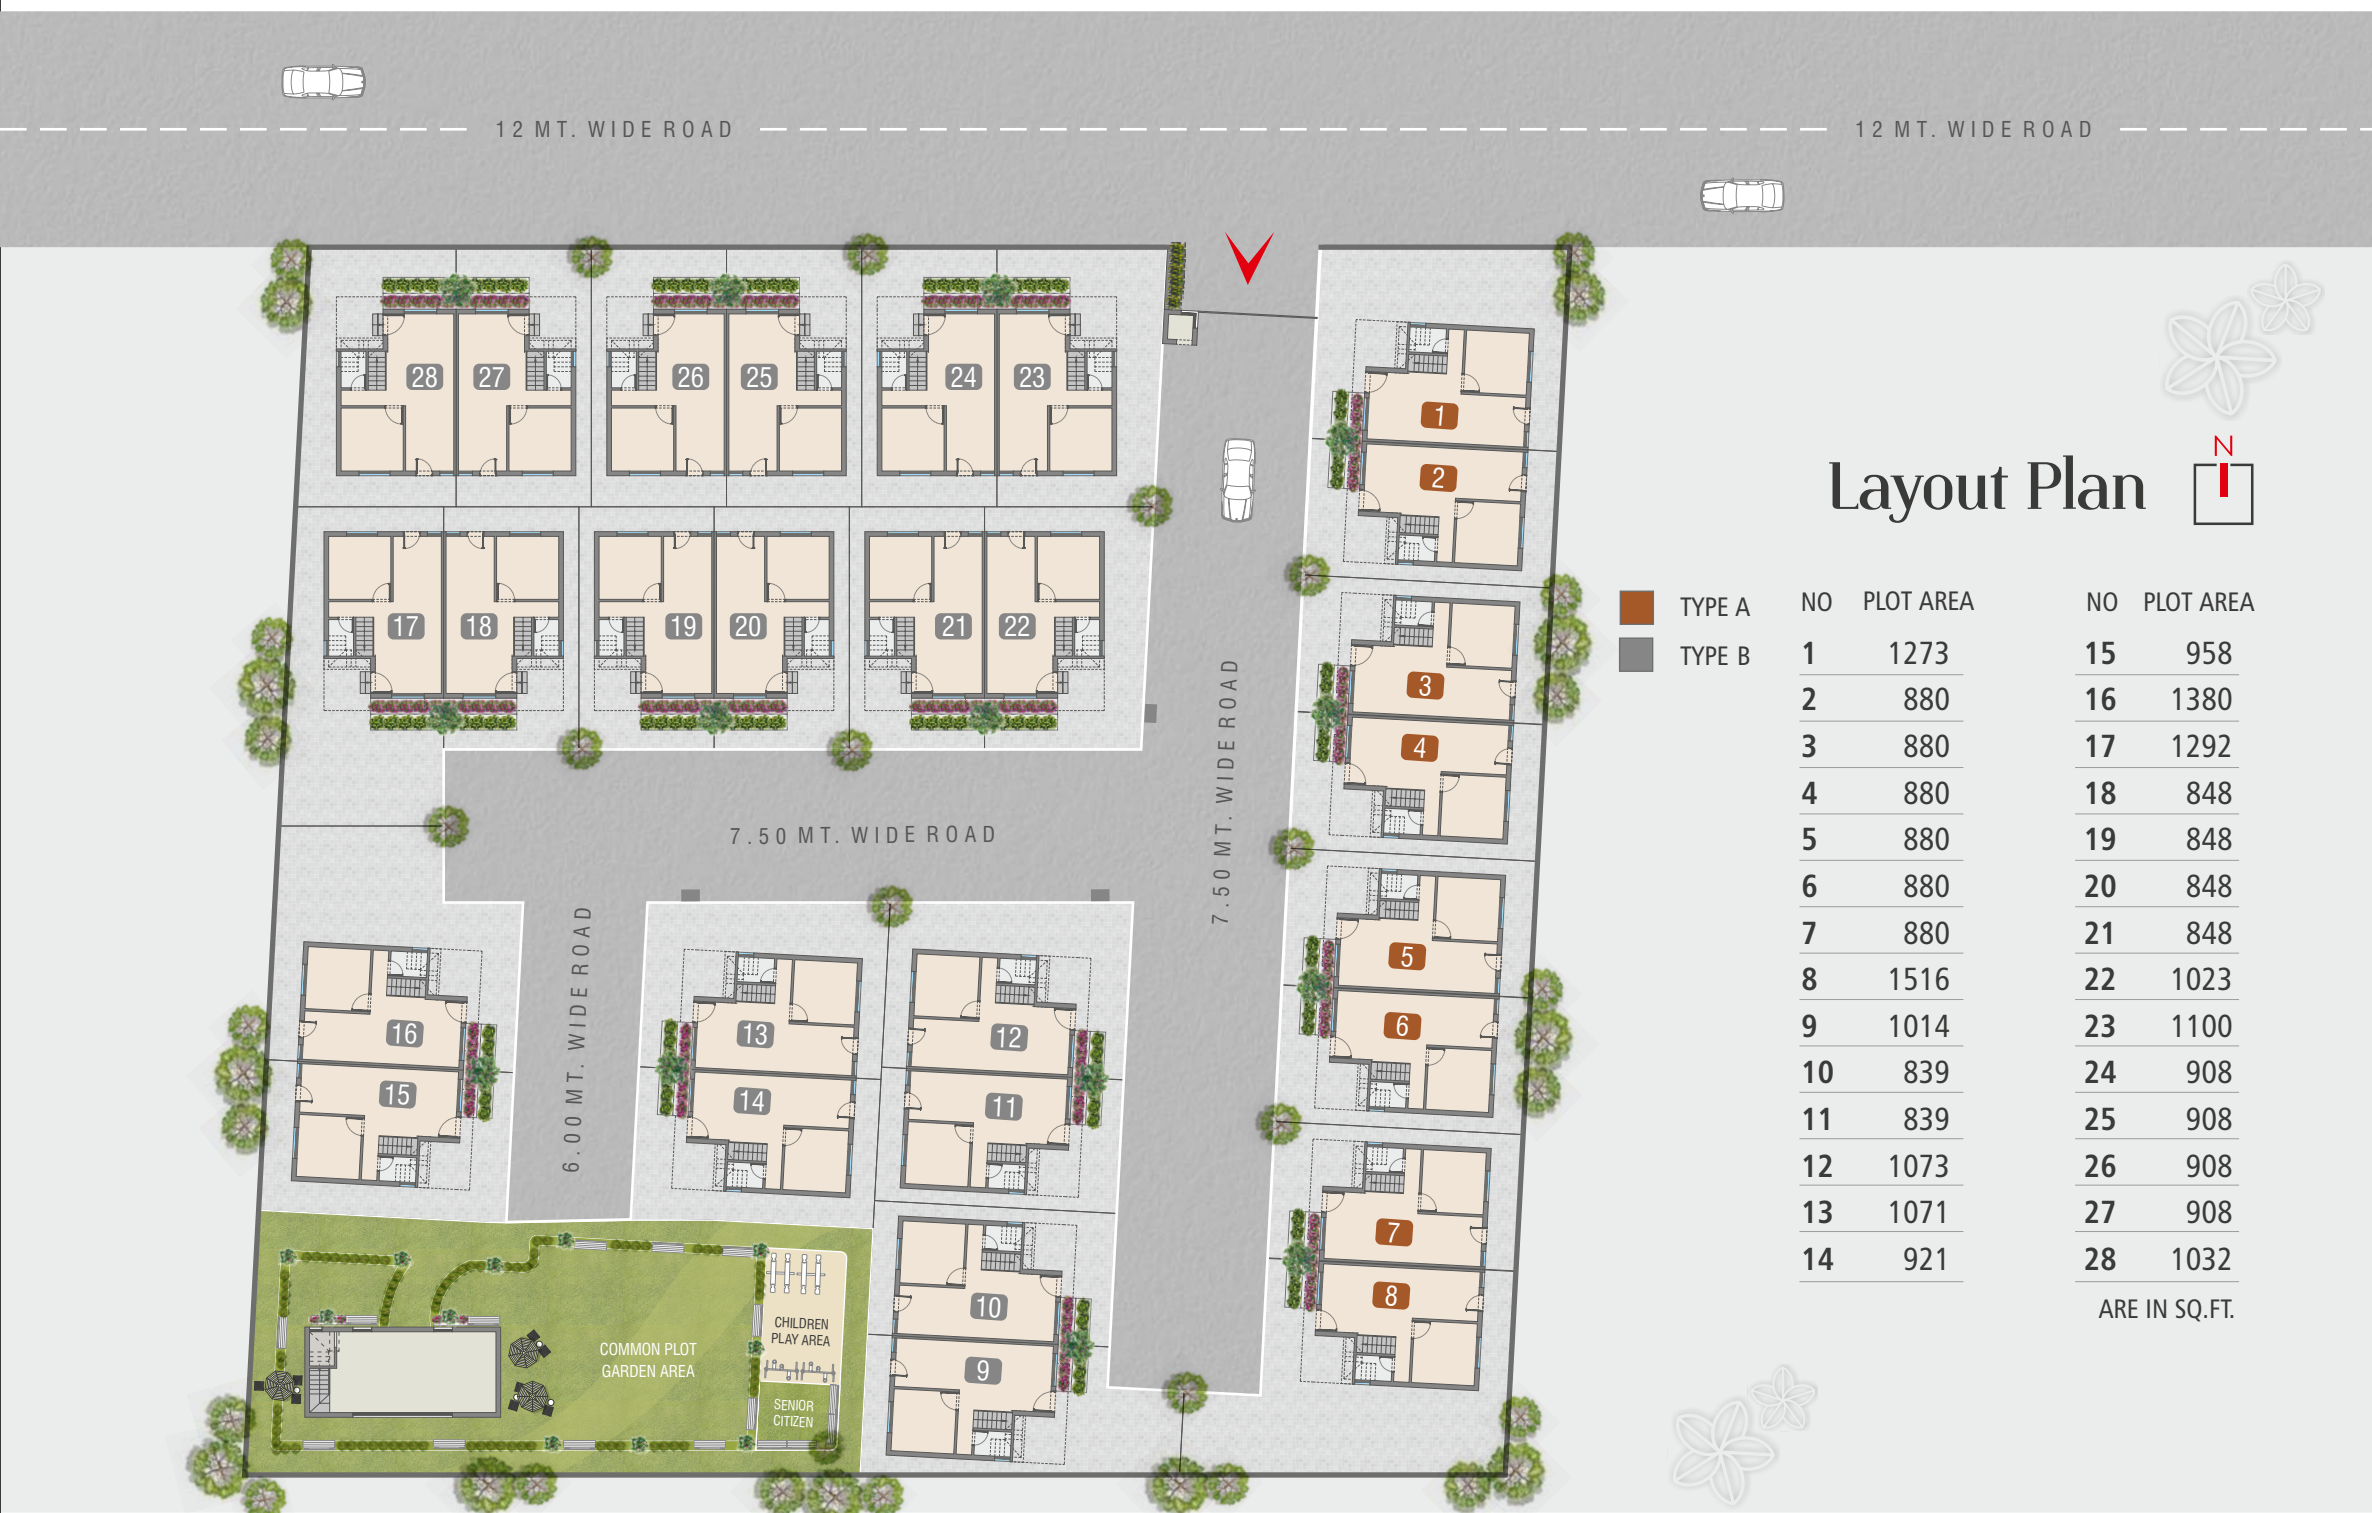 12 MT. WIDE ROAD
12 MT. WIDE ROAD
28 27 26 25 24 23
1
2
17 18 19 20 21 22
3
4
7.50 MT. WIDE ROAD
7.50 MT. WIDE ROAD
6.00 MT. WIDE ROAD
5
6
16
15
13
14
12
11
7
8
10
9
COMMON PLOT
GARDEN AREA
CHILDREN
PLAY AREA
SENIOR
CITIZEN
N
Layout Plan
TYPE A
TYPE B
NO PLOT AREA NO PLOT AREA
1 1273 15 958
2 880 16 1380
3 880 17 1292
4 880 18 848
5 880 19 848
6 880 20 848
7 880 21 848
8 1516 22 1023
9 1014 23 1100
10 839 24 908
11 839 25 908
12 1073 26 908
13 1071 27 908
14 921 28 1032
ARE IN SQ.FT.